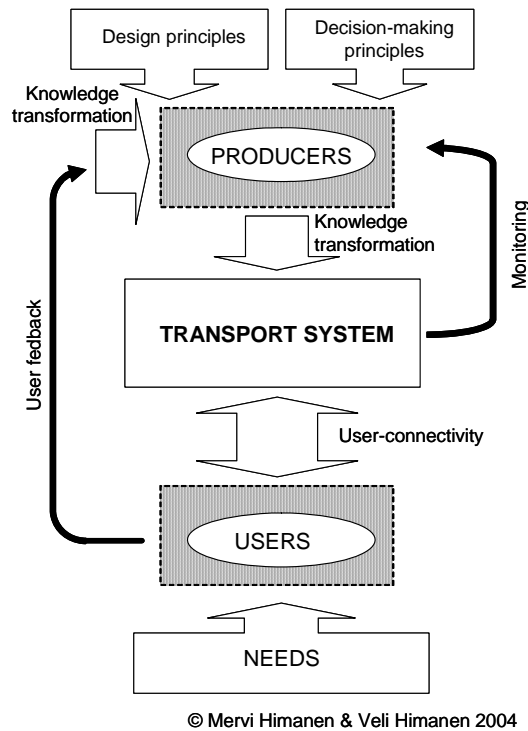 Design principles
Decision-making
principles
Knowledge
transformation
PRODUCERS
Knowledge
transformation
Monitoring
TRANSPORT SYSTEM
User fedback
User-connectivity
USERS
NEEDS
© Mervi Himanen & Veli Himanen 2004